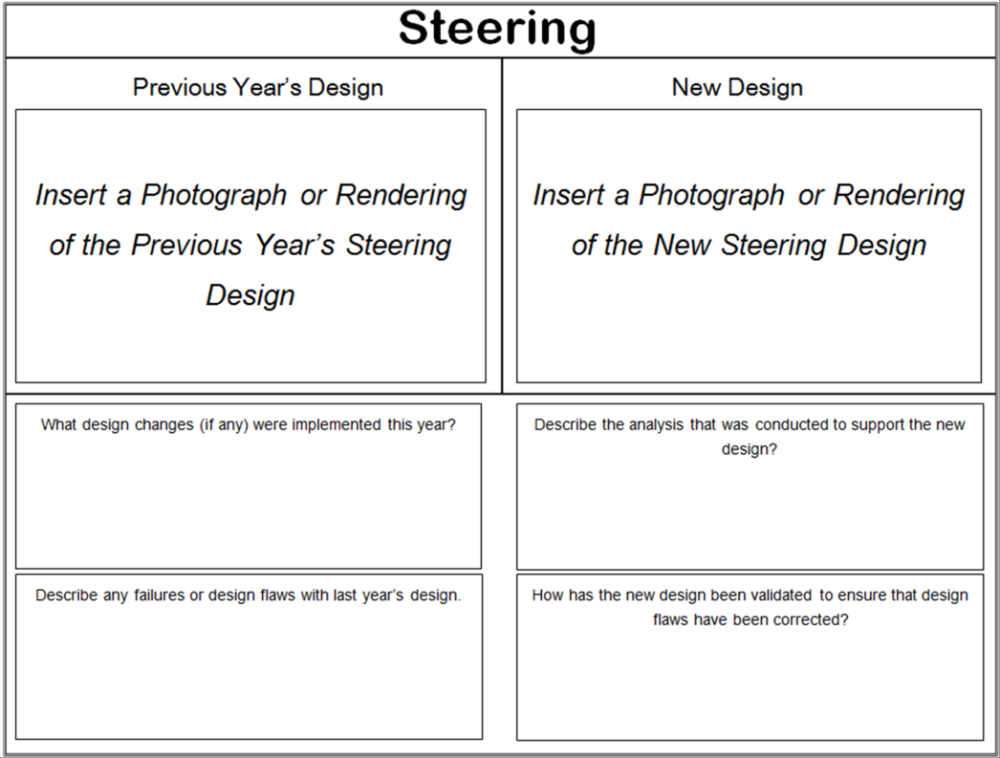 Steering
Previous Year’s Design
New Design
Insert a Photograph or Rendering
of the Previous Year’s Steering
Design
Insert a Photograph or Rendering
of the New Steering Design
What design changes (if any) were implemented this year?
Describe the analysis that was conducted to support the new
design?
Describe any failures or design flaws with last year’s design.
How has the new design been validated to ensure that design
flaws have been corrected?